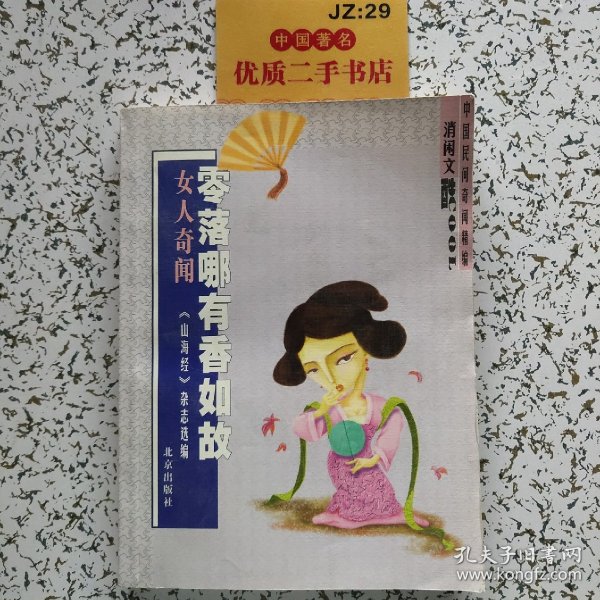 JZ:29
中国著名
优质二手书店
中国民间奇闻精编
消闲文
酷
COOL
零落哪有香如故
女人奇闻
《山海经》杂志选编
北京出版社
孔夫子旧书网
www.kongfz.com